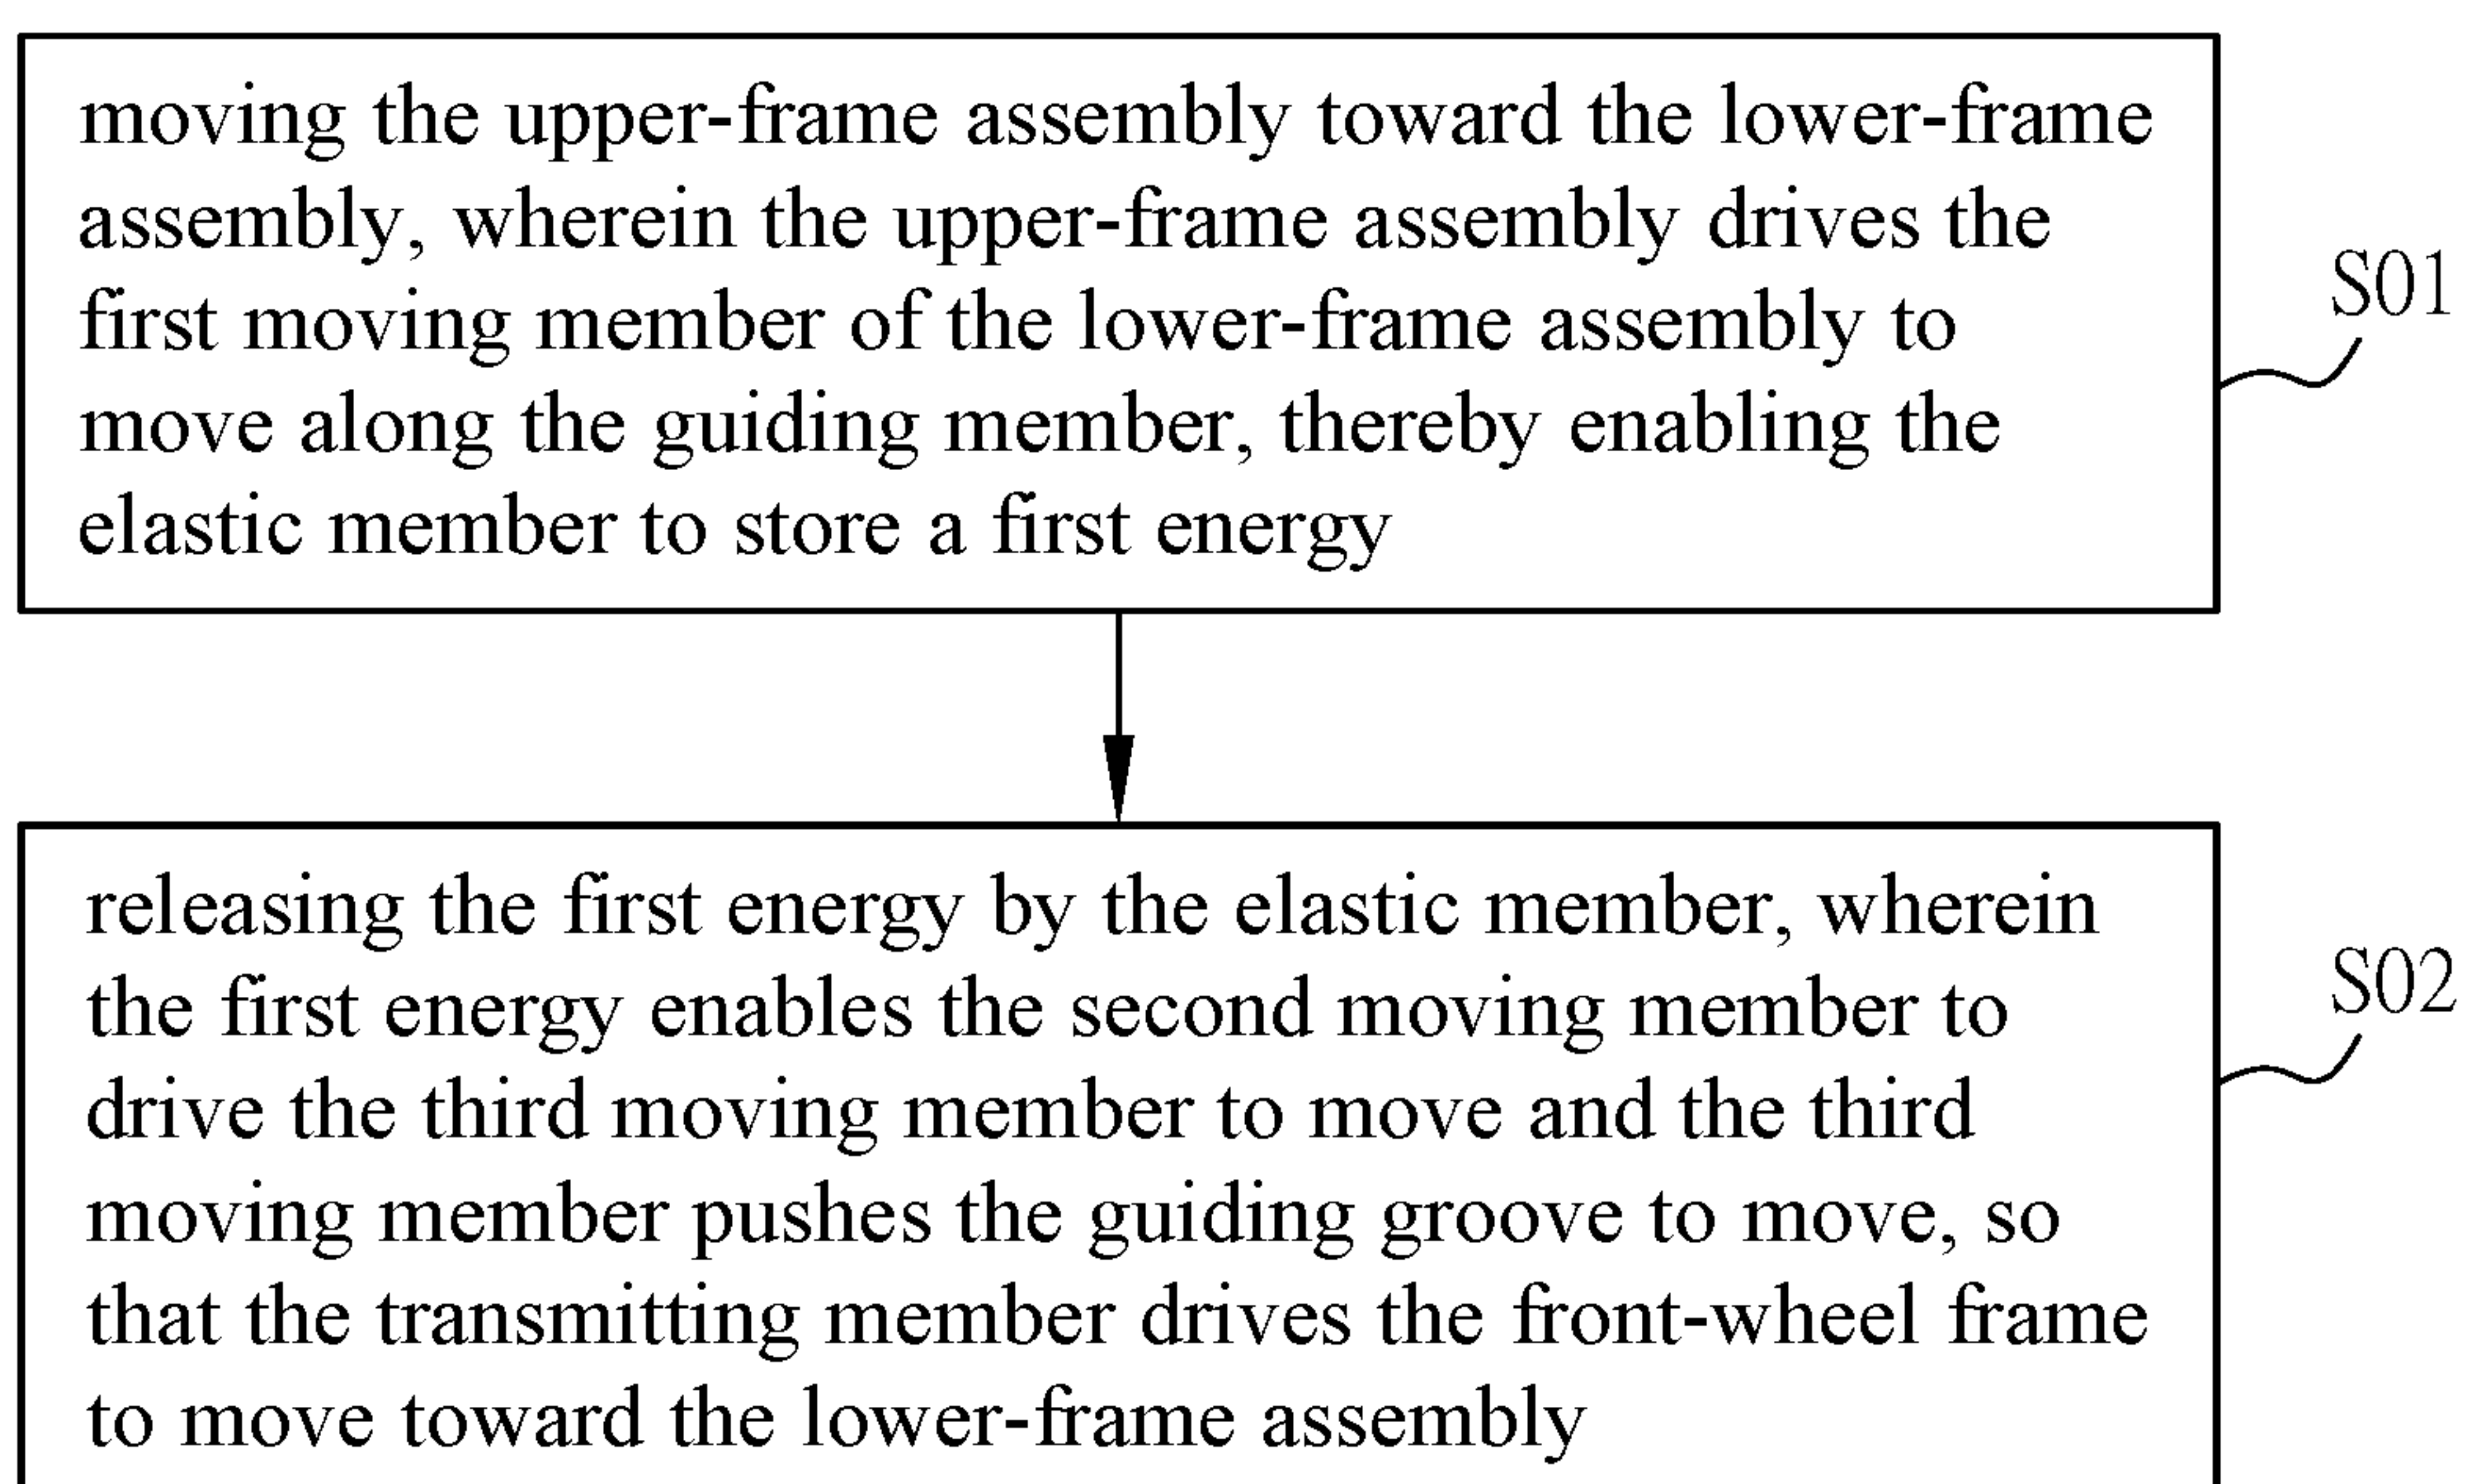 moving the upper-frame assembly toward the lower-frame
assembly, wherein the upper-frame assembly drives the
first moving member of the lower-frame assembly to
move along the guiding member, thereby enabling the
elastic member to store a first energy
S01
releasing the first energy by the elastic member, wherein
the first energy enables the second moving member to
drive the third moving member to move and the third
moving member pushes the guiding groove to move, so
that the transmitting member drives the front-wheel frame
to move toward the lower-frame assembly
S02